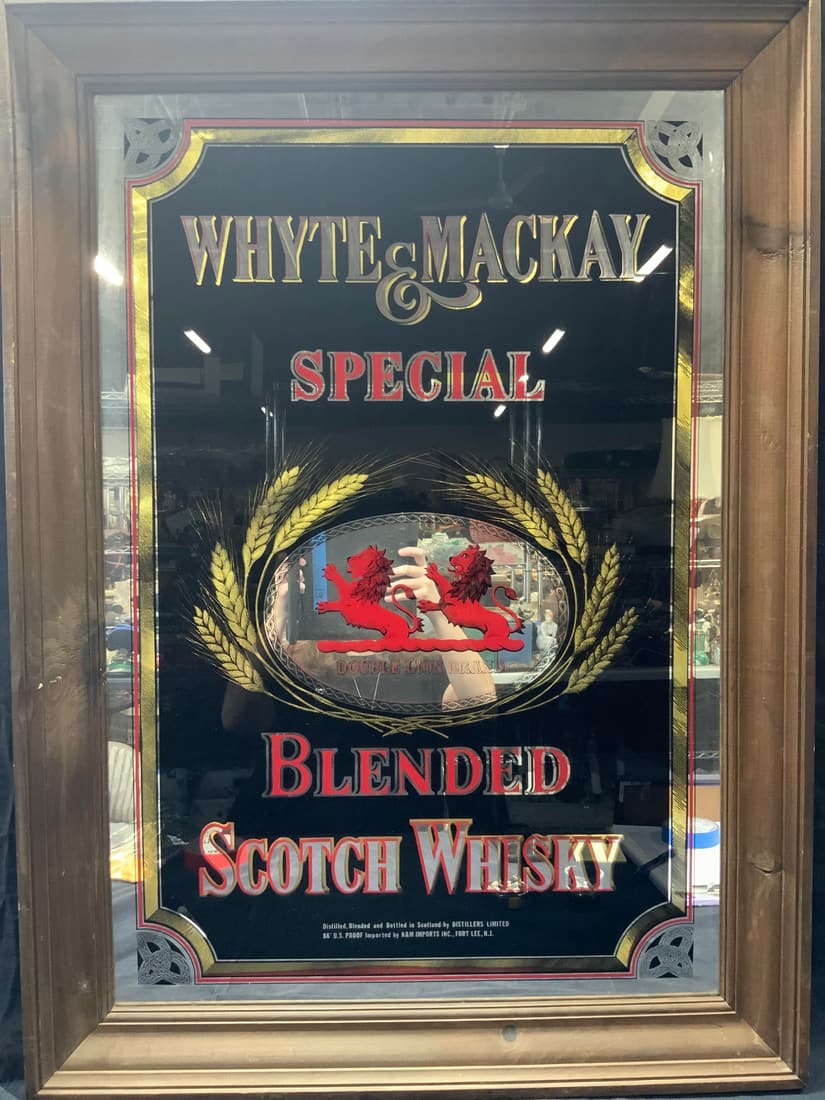 WHYTE & MACKAY
SPECIAL
DOUBLE LION BRAND
BLENDED
SCOTCH WHISKY
Distilled, Blended and Bottled in Scotland by DISTILLERS LIMITED
86° U.S. PROOF Imported by N&M IMPORTS INC., FORT LEE, N.J.